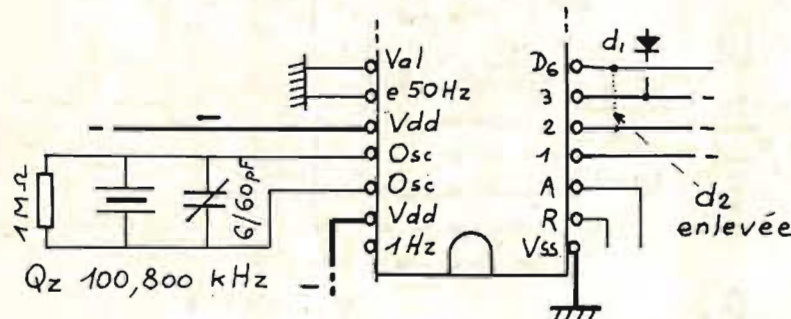 Val
e 50Hz
Vdd
Osc
Osc
Vdd
1Hz
D6
3
2
1
A
R
Vss
d1
d2
enlevée
1MΩ
6/60pF
Qz 100,800 kHz